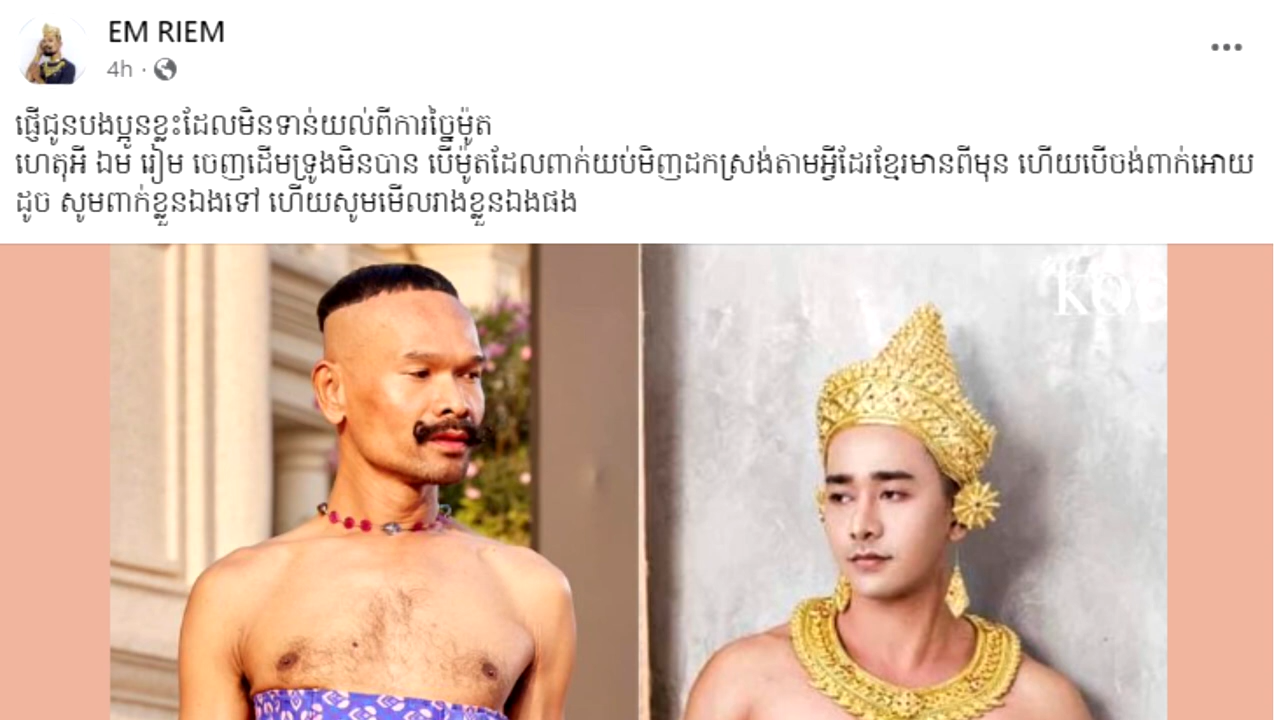 EM RIEM
4h ·
ផ្ញើជូនបងប្អូនខ្លះដែលមិនទាន់យល់ពីការច្នៃម៉ូត
ហេតុអី ឯម រៀម ចេញដើមទ្រូងមិនបាន បើម៉ូតដែលពាក់យប់មិញដកស្រង់តាមអ្វីដែរខ្មែរមានពីមុន ហើយបើចង់ពាក់អោយ
ដូច សូមពាក់ខ្លួនឯងទៅ ហើយសូមមើលរាងខ្លួនឯងផង